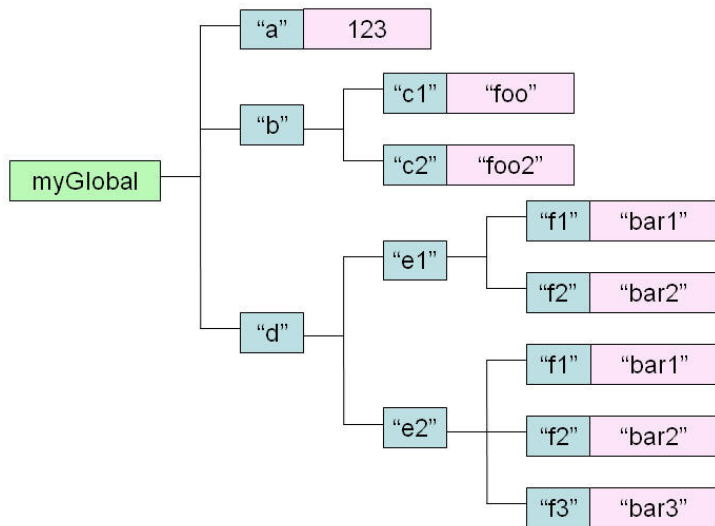 “a” 123
“c1” “foo”
“b”
“c2” “foo2”
myGlobal
“f1” “bar1”
“e1”
“f2” “bar2”
“d”
“f1” “bar1”
“e2” “f2” “bar2”
“f3” “bar3”